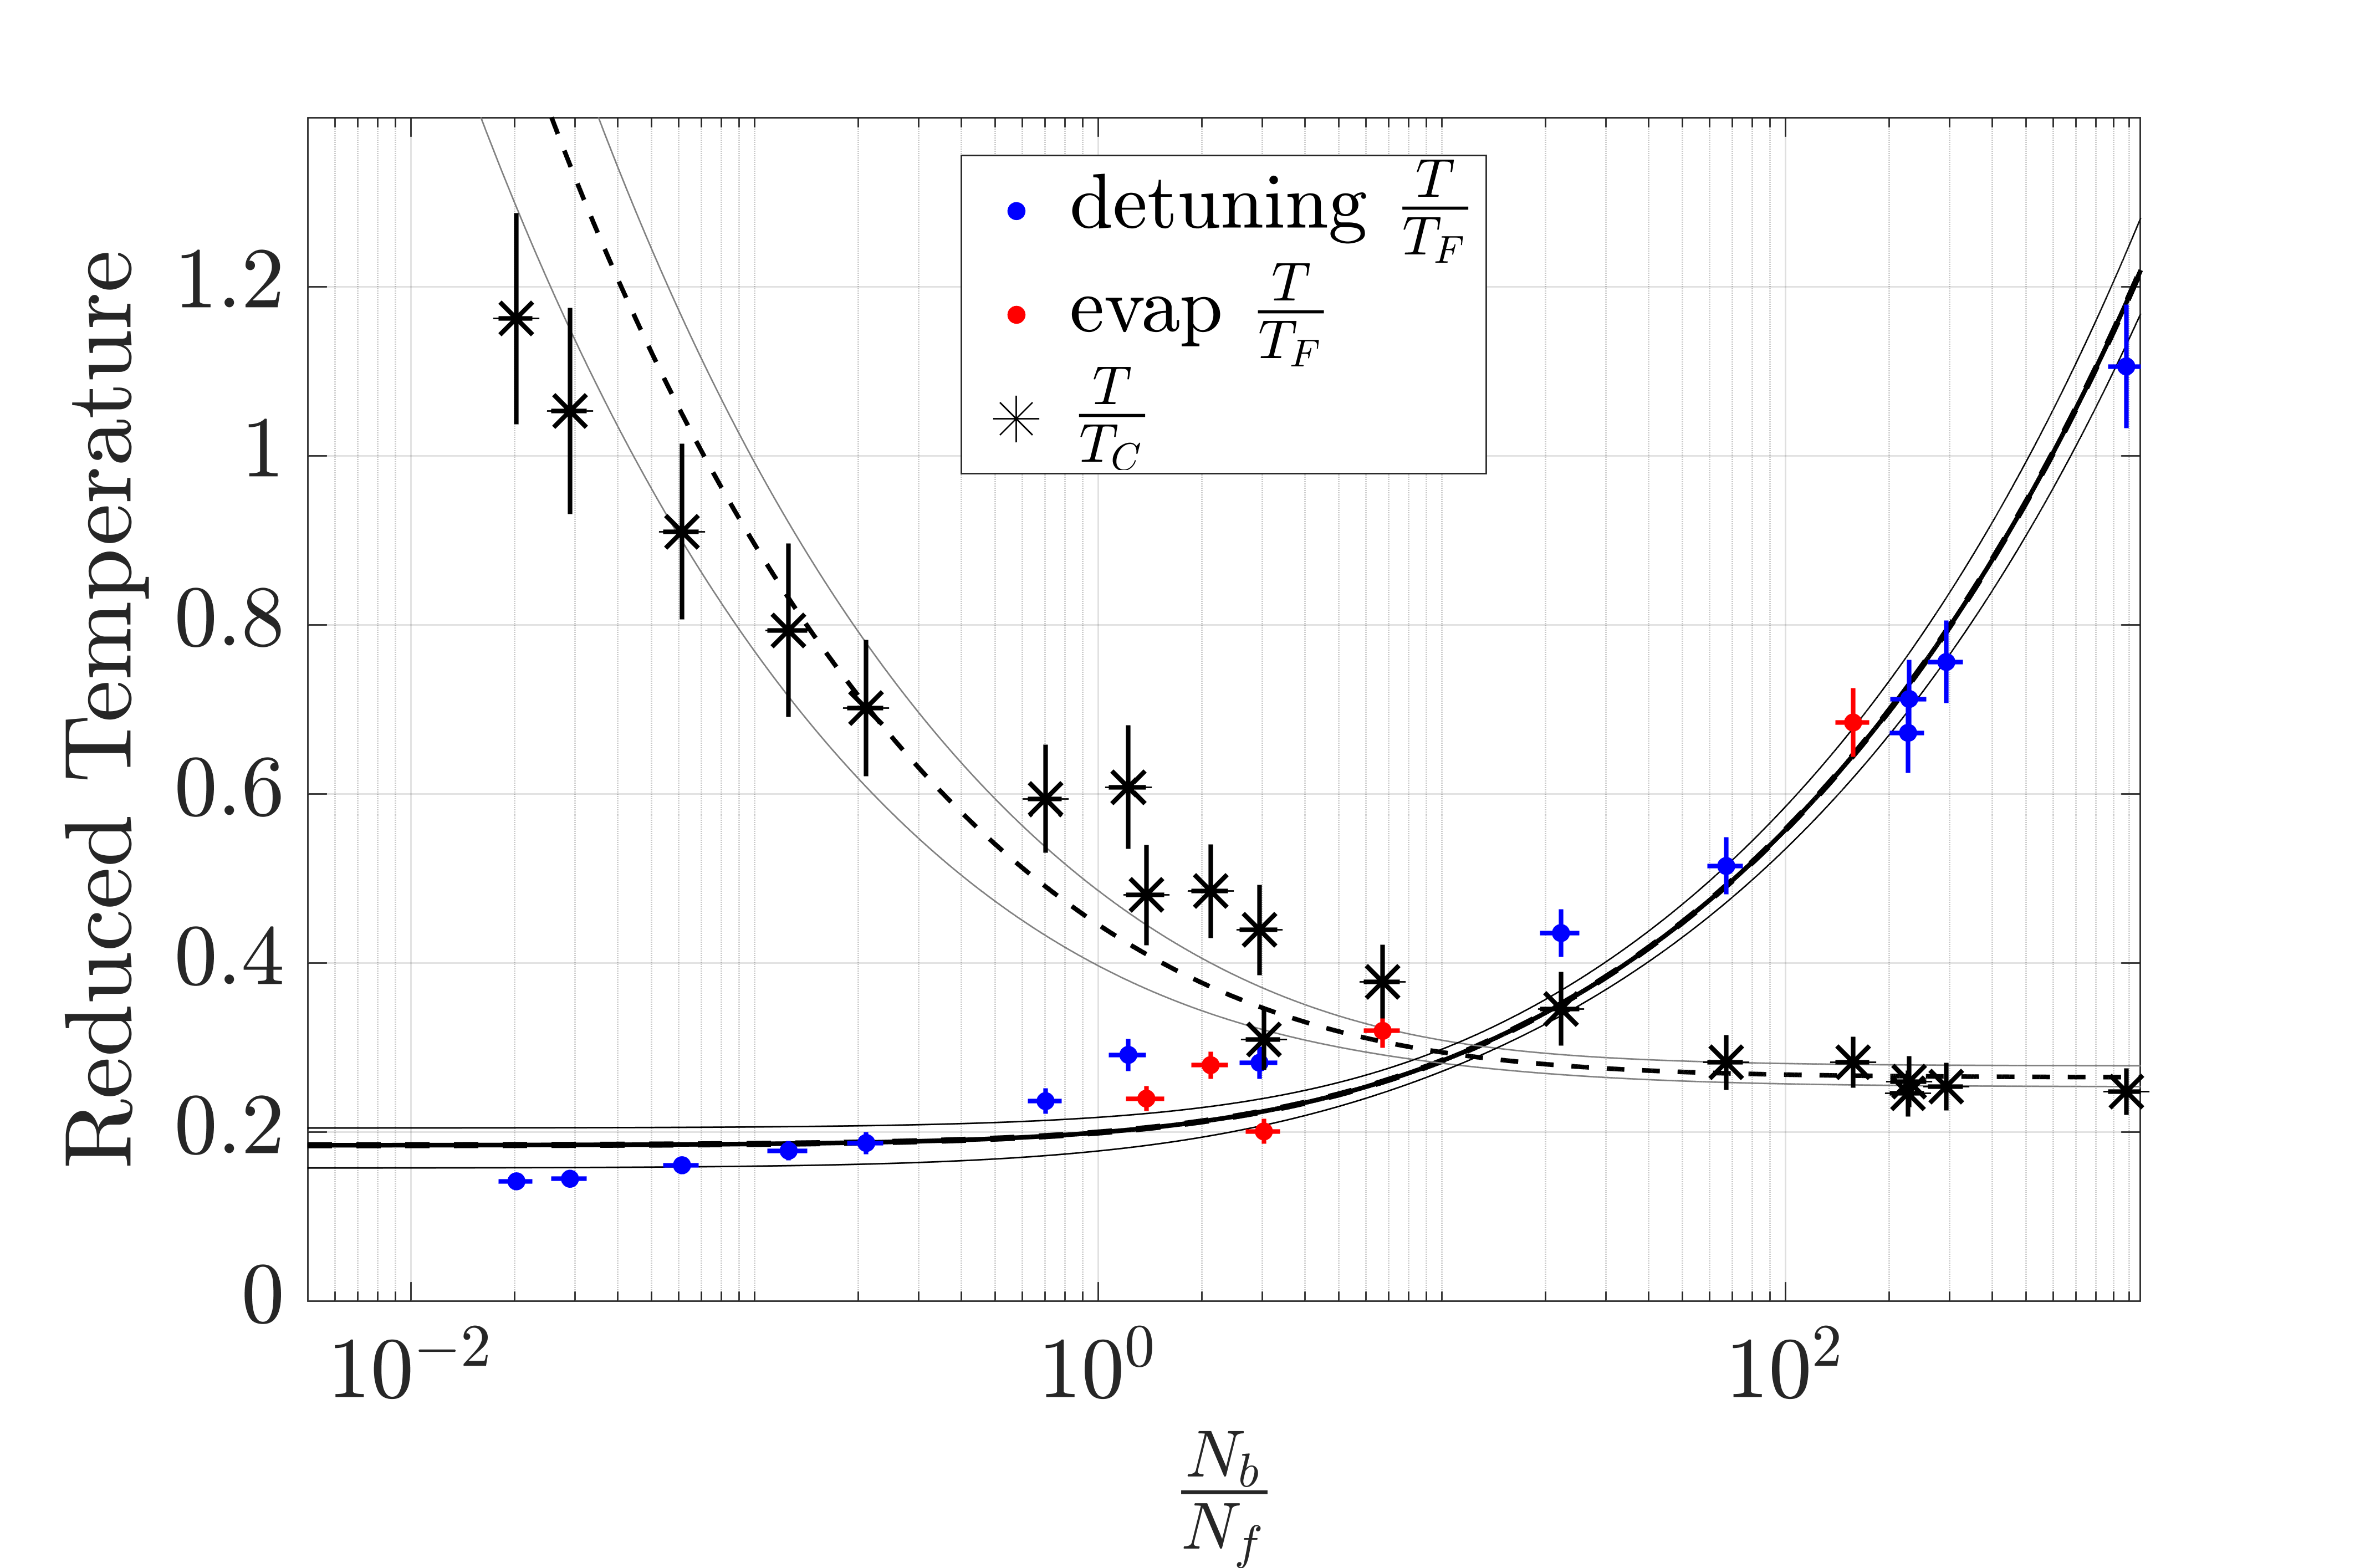 detuning T/T_F
evap T/T_F
T/T_C
Reduced Temperature
1.2
1
0.8
0.6
0.4
0.2
0
10^-2
10^0
10^2
N_b/N_f